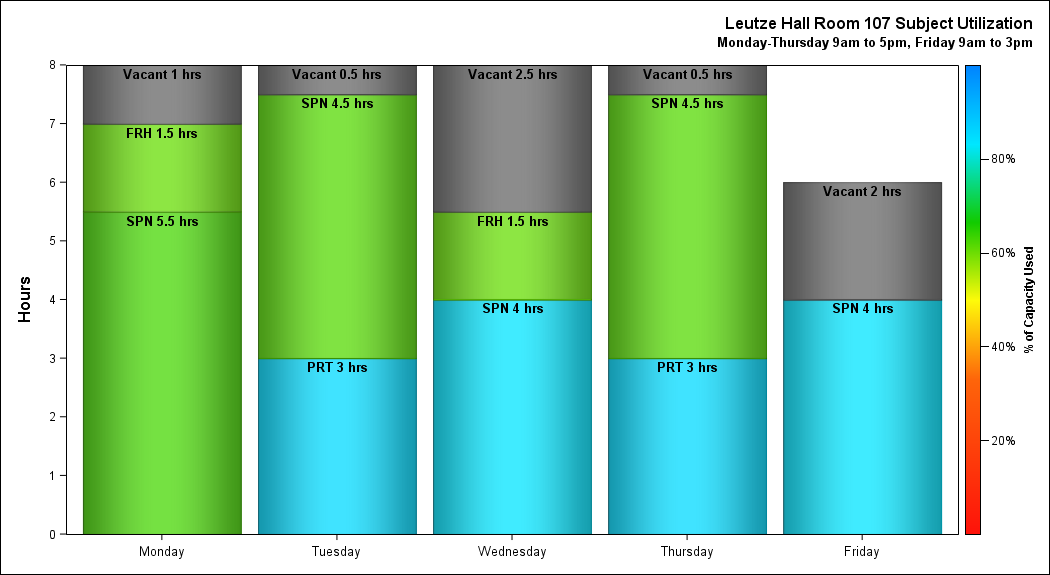 Leutze Hall Room 107 Subject Utilization
Monday-Thursday 9am to 5pm, Friday 9am to 3pm
Hours
8
7
6
5
4
3
2
1
0
Vacant 1 hrs
FRH 1.5 hrs
SPN 5.5 hrs
Vacant 0.5 hrs
SPN 4.5 hrs
PRT 3 hrs
Vacant 2.5 hrs
FRH 1.5 hrs
SPN 4 hrs
Vacant 0.5 hrs
SPN 4.5 hrs
PRT 3 hrs
Vacant 2 hrs
SPN 4 hrs
Monday
Tuesday
Wednesday
Thursday
Friday
80%
60%
40%
20%
% of Capacity Used